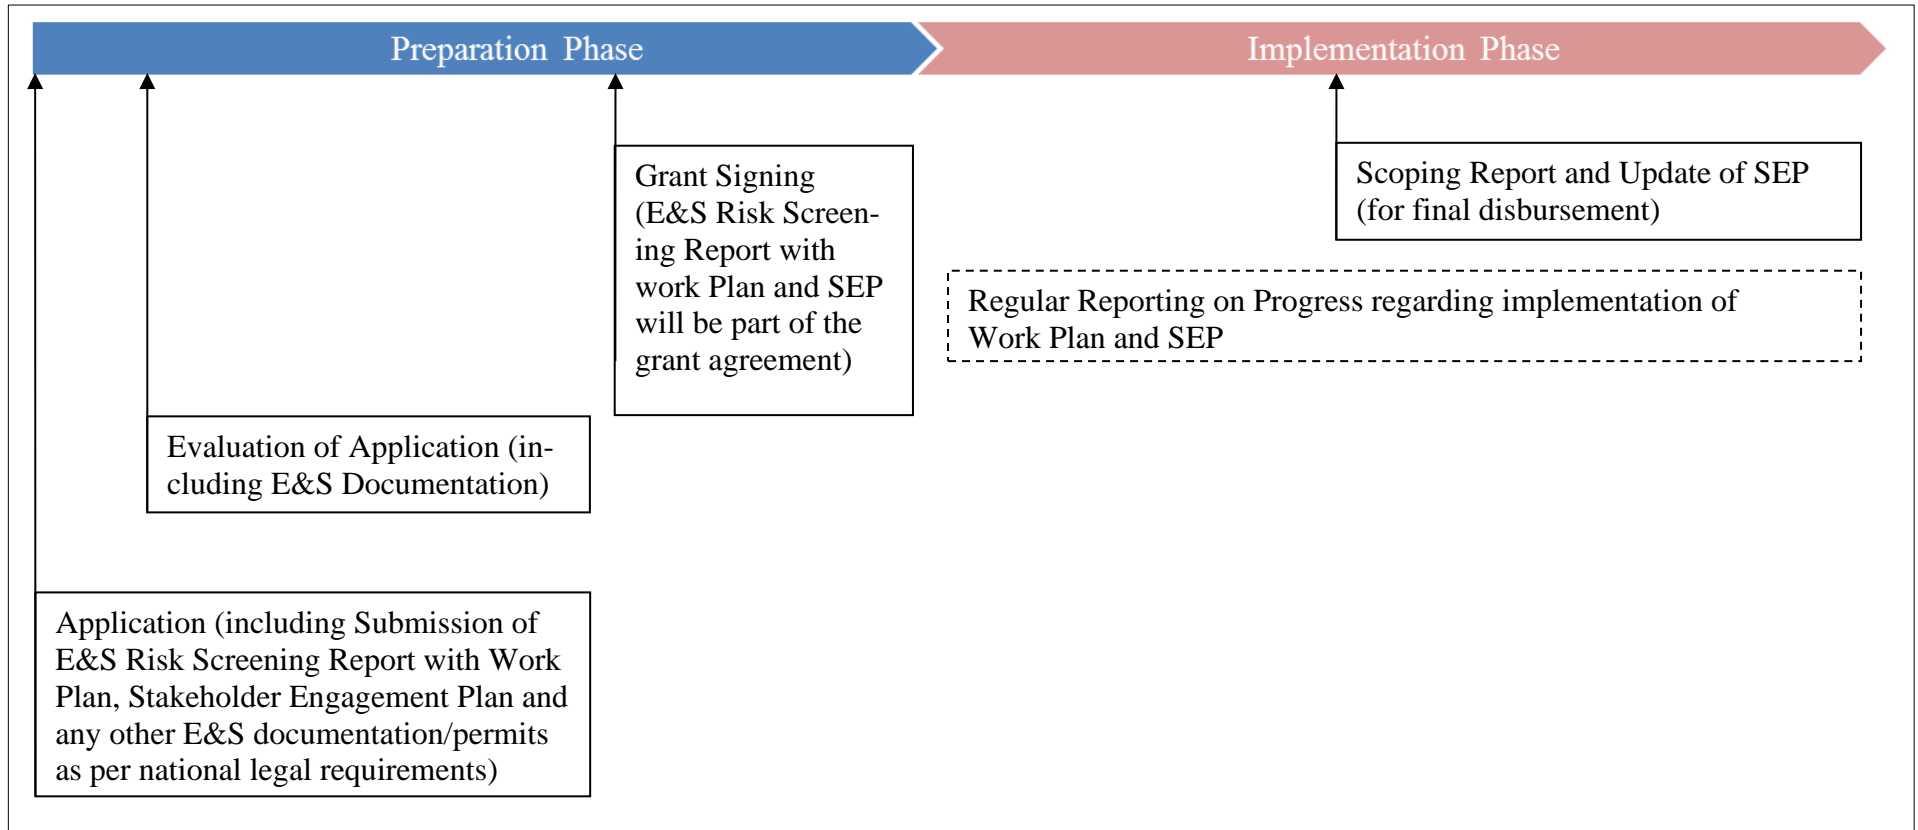 Preparation Phase
Implementation Phase
Grant Signing
(E&S Risk Screen-
ing Report with
work Plan and SEP
will be part of the
grant agreement)
Scoping Report and Update of SEP
(for final disbursement)
Regular Reporting on Progress regarding implementation of
Work Plan and SEP
Evaluation of Application (in-
cluding E&S Documentation)
Application (including Submission of
E&S Risk Screening Report with Work
Plan, Stakeholder Engagement Plan and
any other E&S documentation/permits
as per national legal requirements)